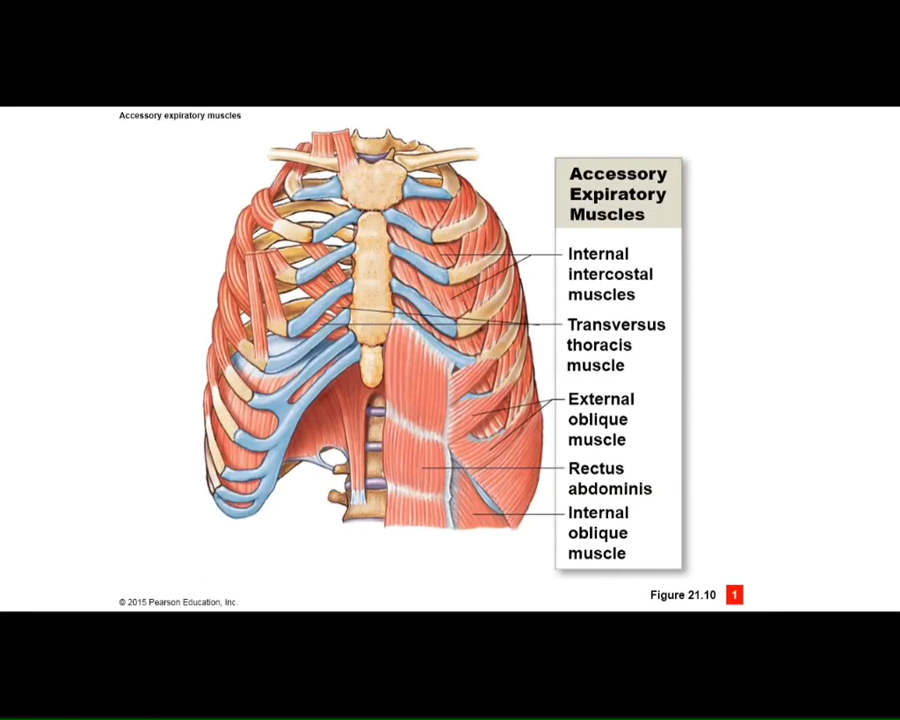 Accessory expiratory muscles
Accessory
Expiratory
Muscles
Internal
intercostal
muscles
Transversus
thoracis
muscle
External
oblique
muscle
Rectus
abdominis
Internal
oblique
muscle
© 2015 Pearson Education, Inc.
Figure 21.10 1